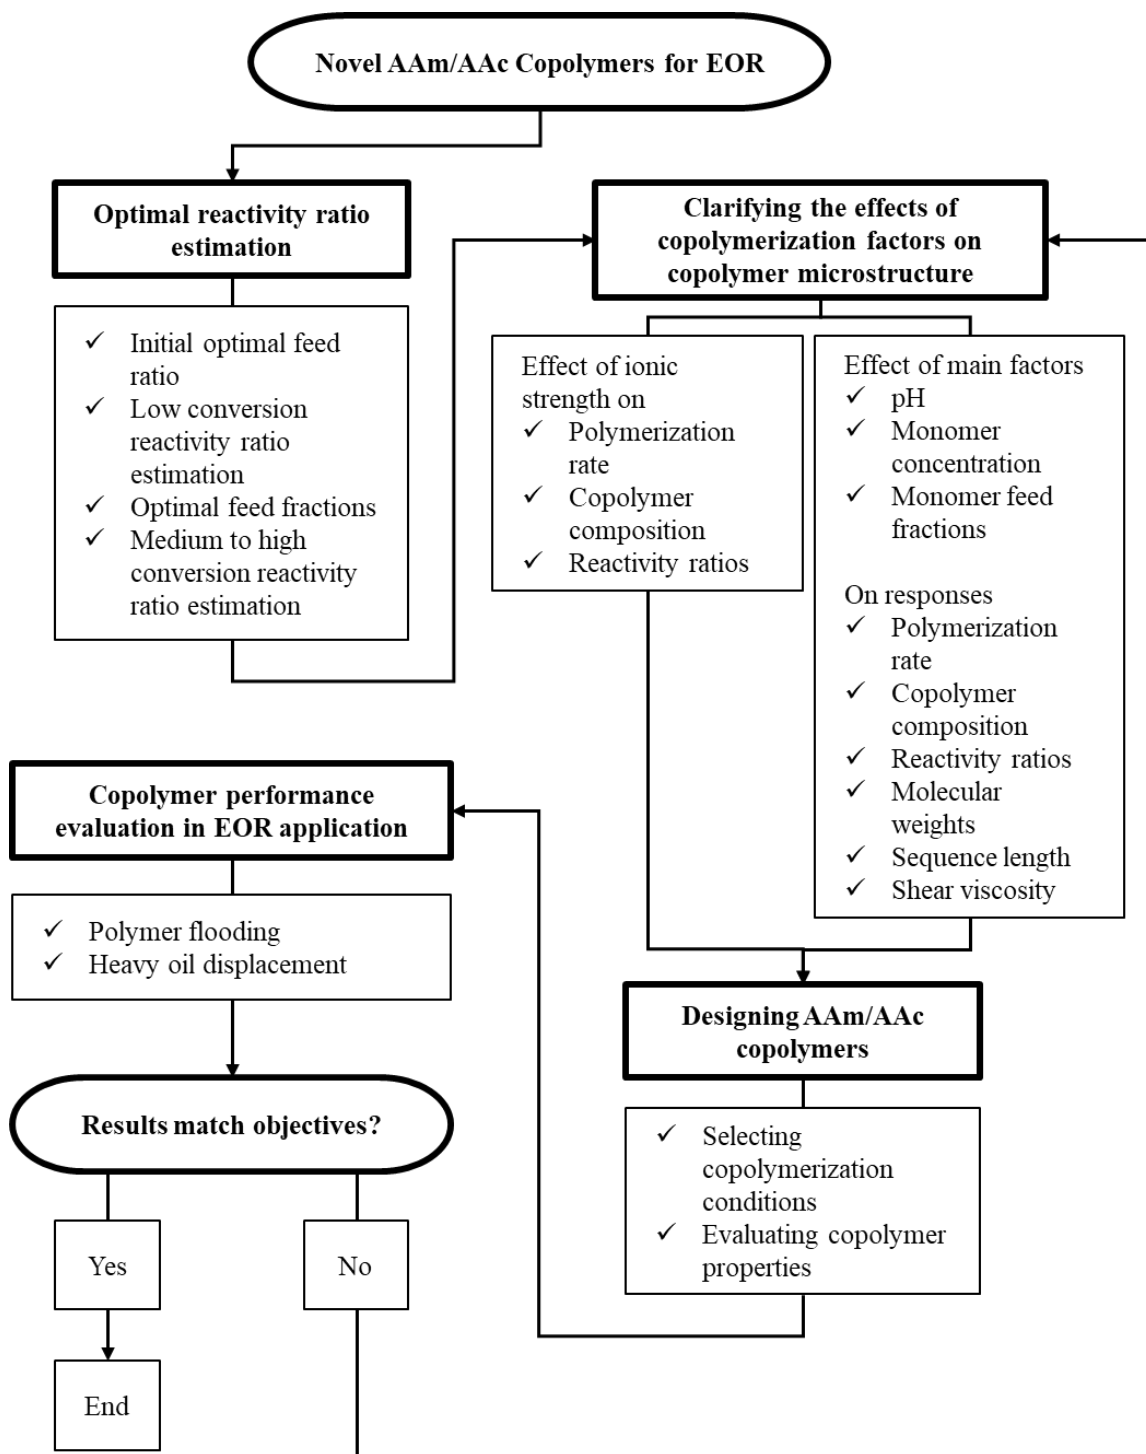 Novel AAm/AAc Copolymers for EOR
Optimal reactivity ratio
estimation
✓ Initial optimal feed
ratio
✓ Low conversion
reactivity ratio
estimation
✓ Optimal feed fractions
✓ Medium to high
conversion reactivity
ratio estimation
Clarifying the effects of
copolymerization factors on
copolymer microstructure
Effect of ionic
strength on
✓ Polymerization
rate
✓ Copolymer
composition
✓ Reactivity ratios
Effect of main factors
✓ pH
✓ Monomer
concentration
✓ Monomer feed
fractions
On responses
✓ Polymerization
rate
✓ Copolymer
composition
✓ Reactivity ratios
✓ Molecular
weights
✓ Sequence length
✓ Shear viscosity
Designing AAm/AAc
copolymers
✓ Selecting
copolymerization
conditions
✓ Evaluating copolymer
properties
Copolymer performance
evaluation in EOR application
✓ Polymer flooding
✓ Heavy oil displacement
Results match objectives?
Yes
No
End